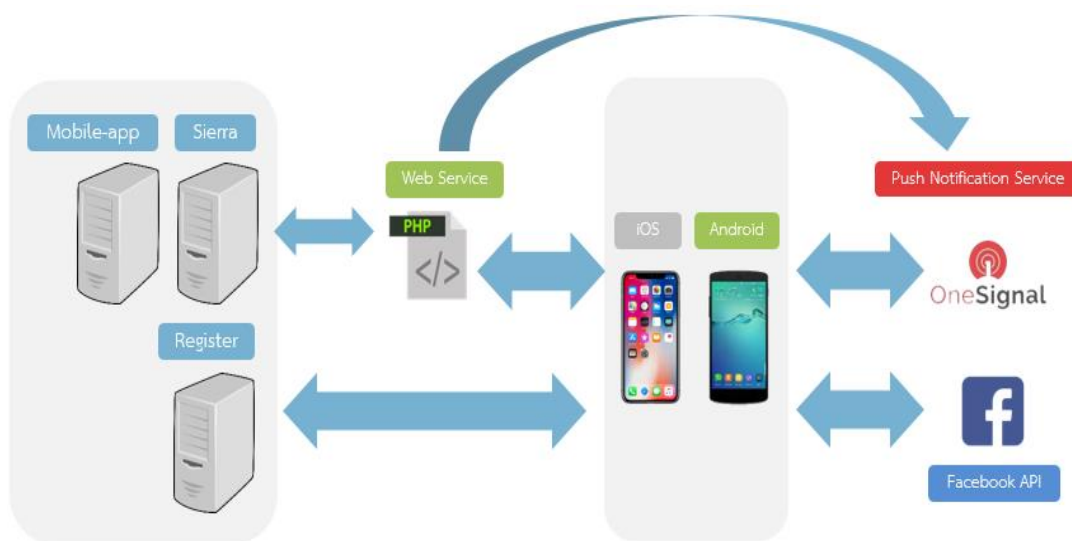 Mobile-app
Sierra
Web Service
PHP
</>
Register
iOS
Android
Push Notification Service
OneSignal
Facebook API